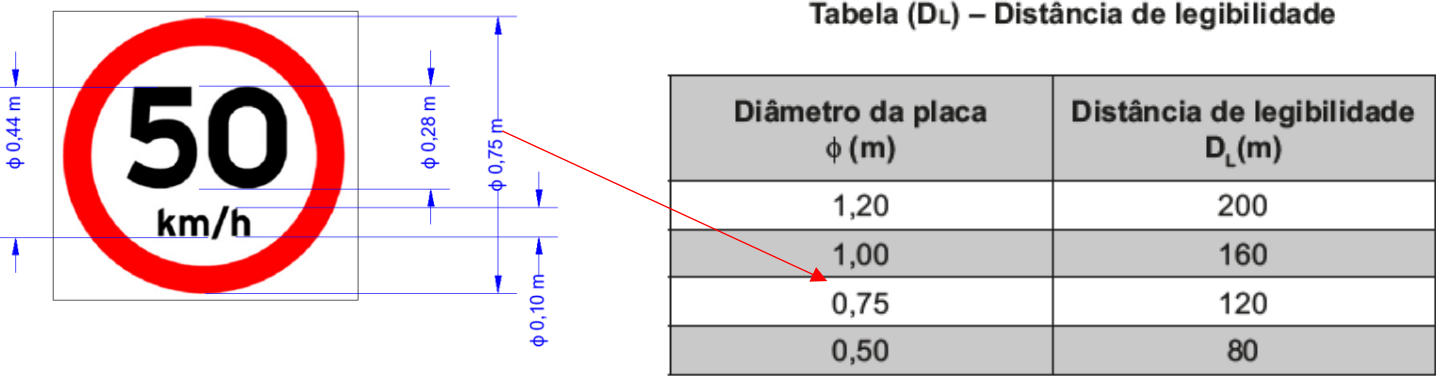 50
km/h
ϕ 0,44 m
ϕ 0,28 m
ϕ 0,75 m
ϕ 0,10 m
Tabela (DL) – Distância de legibilidade
Diâmetro da placa
ϕ (m)
Distância de legibilidade
DL(m)
1,20 200
1,00 160
0,75 120
0,50 80